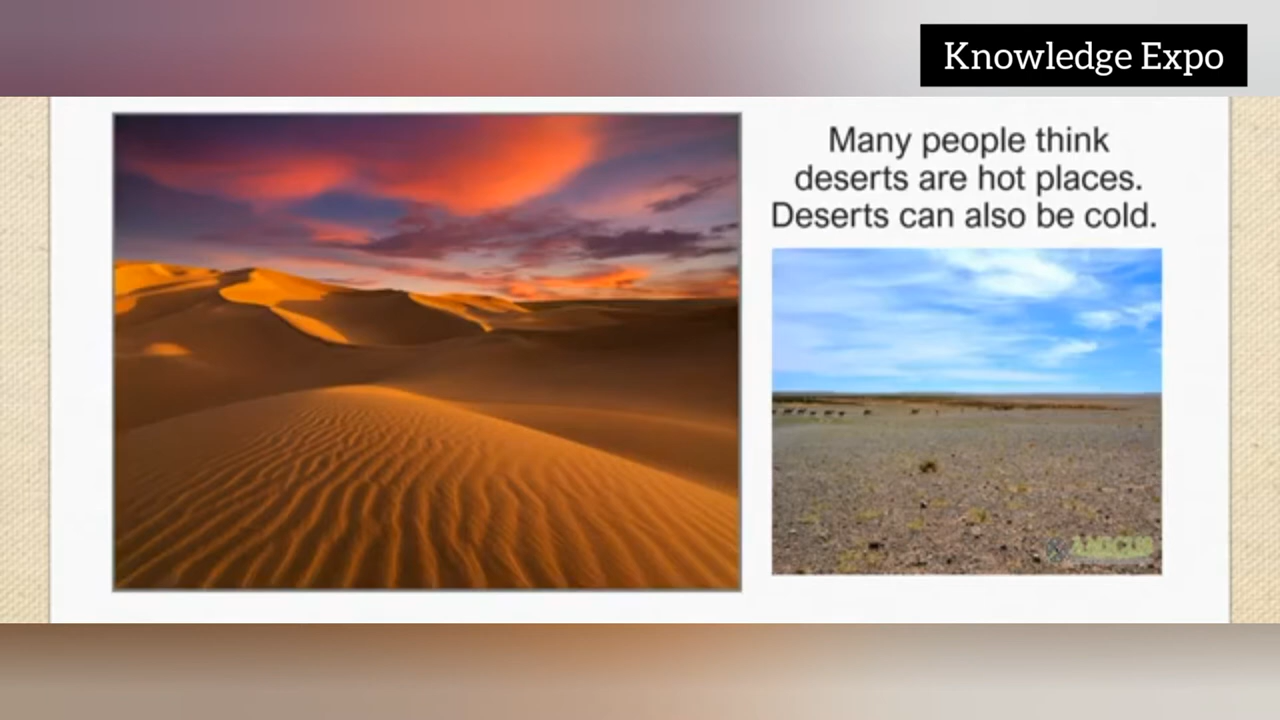 Knowledge Expo
Many people think
deserts are hot places.
Deserts can also be cold.